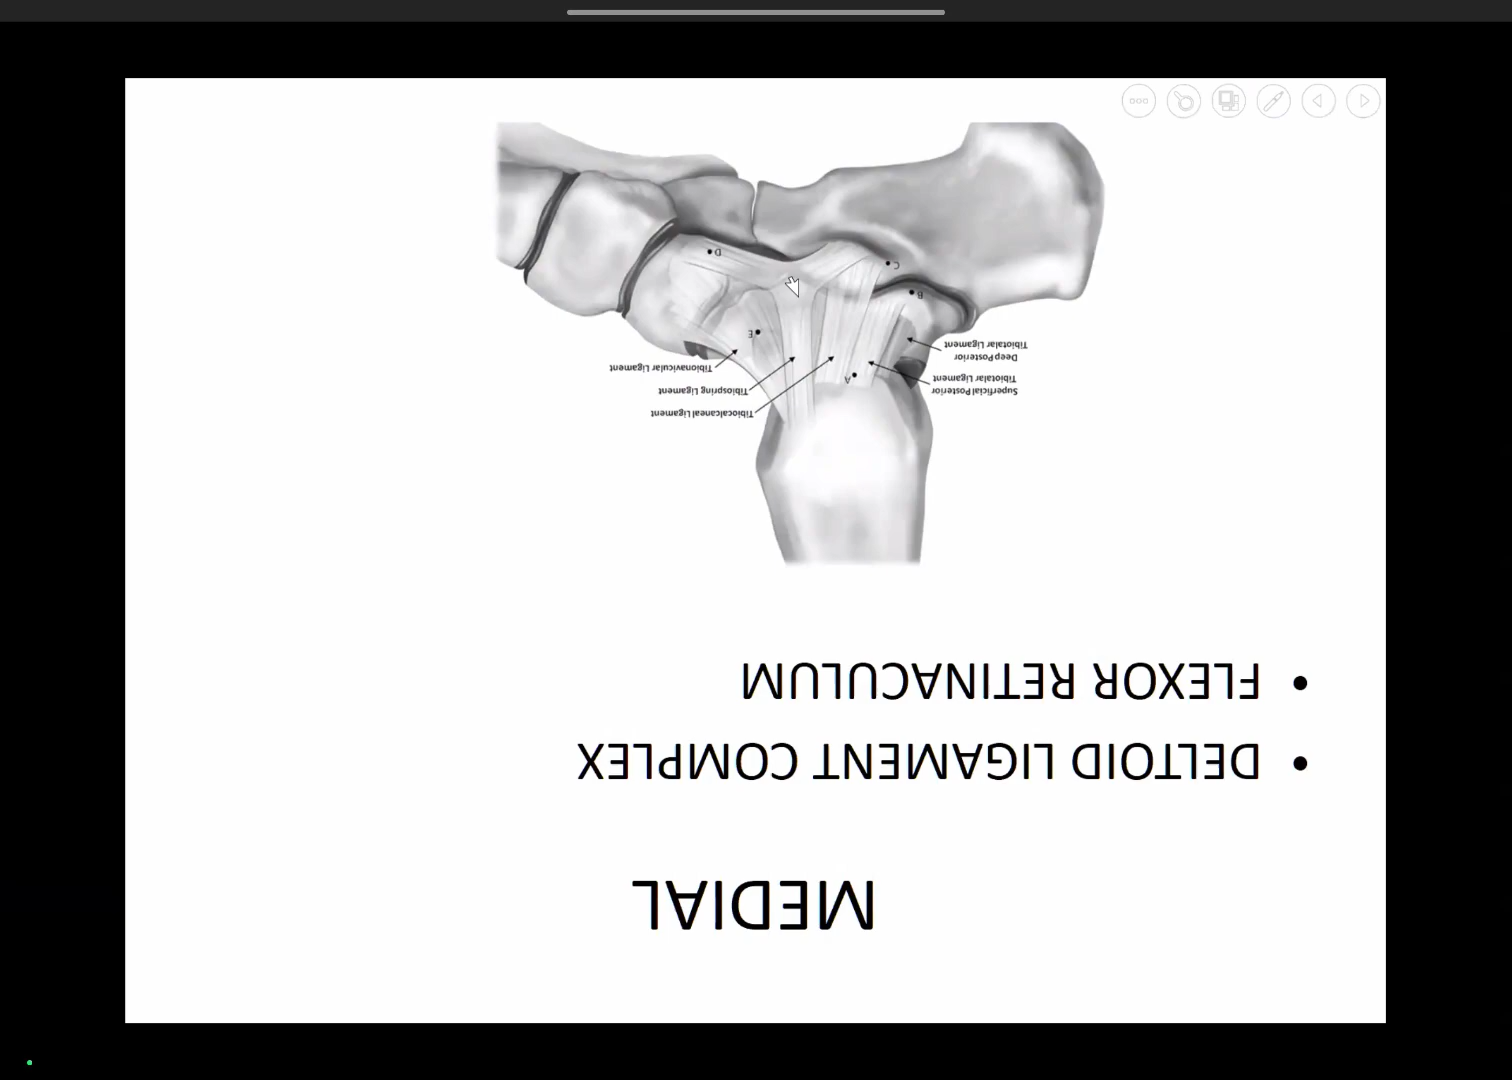 MEDIAL
• DELTOID LIGAMENT COMPLEX
• FLEXOR RETINACULUM
Superficial Posterior
Tibiotalar Ligament
Deep Posterior
Tibiotalar Ligament
Tibiocalcaneal Ligament
Tibiospring Ligament
Tibionavicular Ligament
A
B
C
D
E